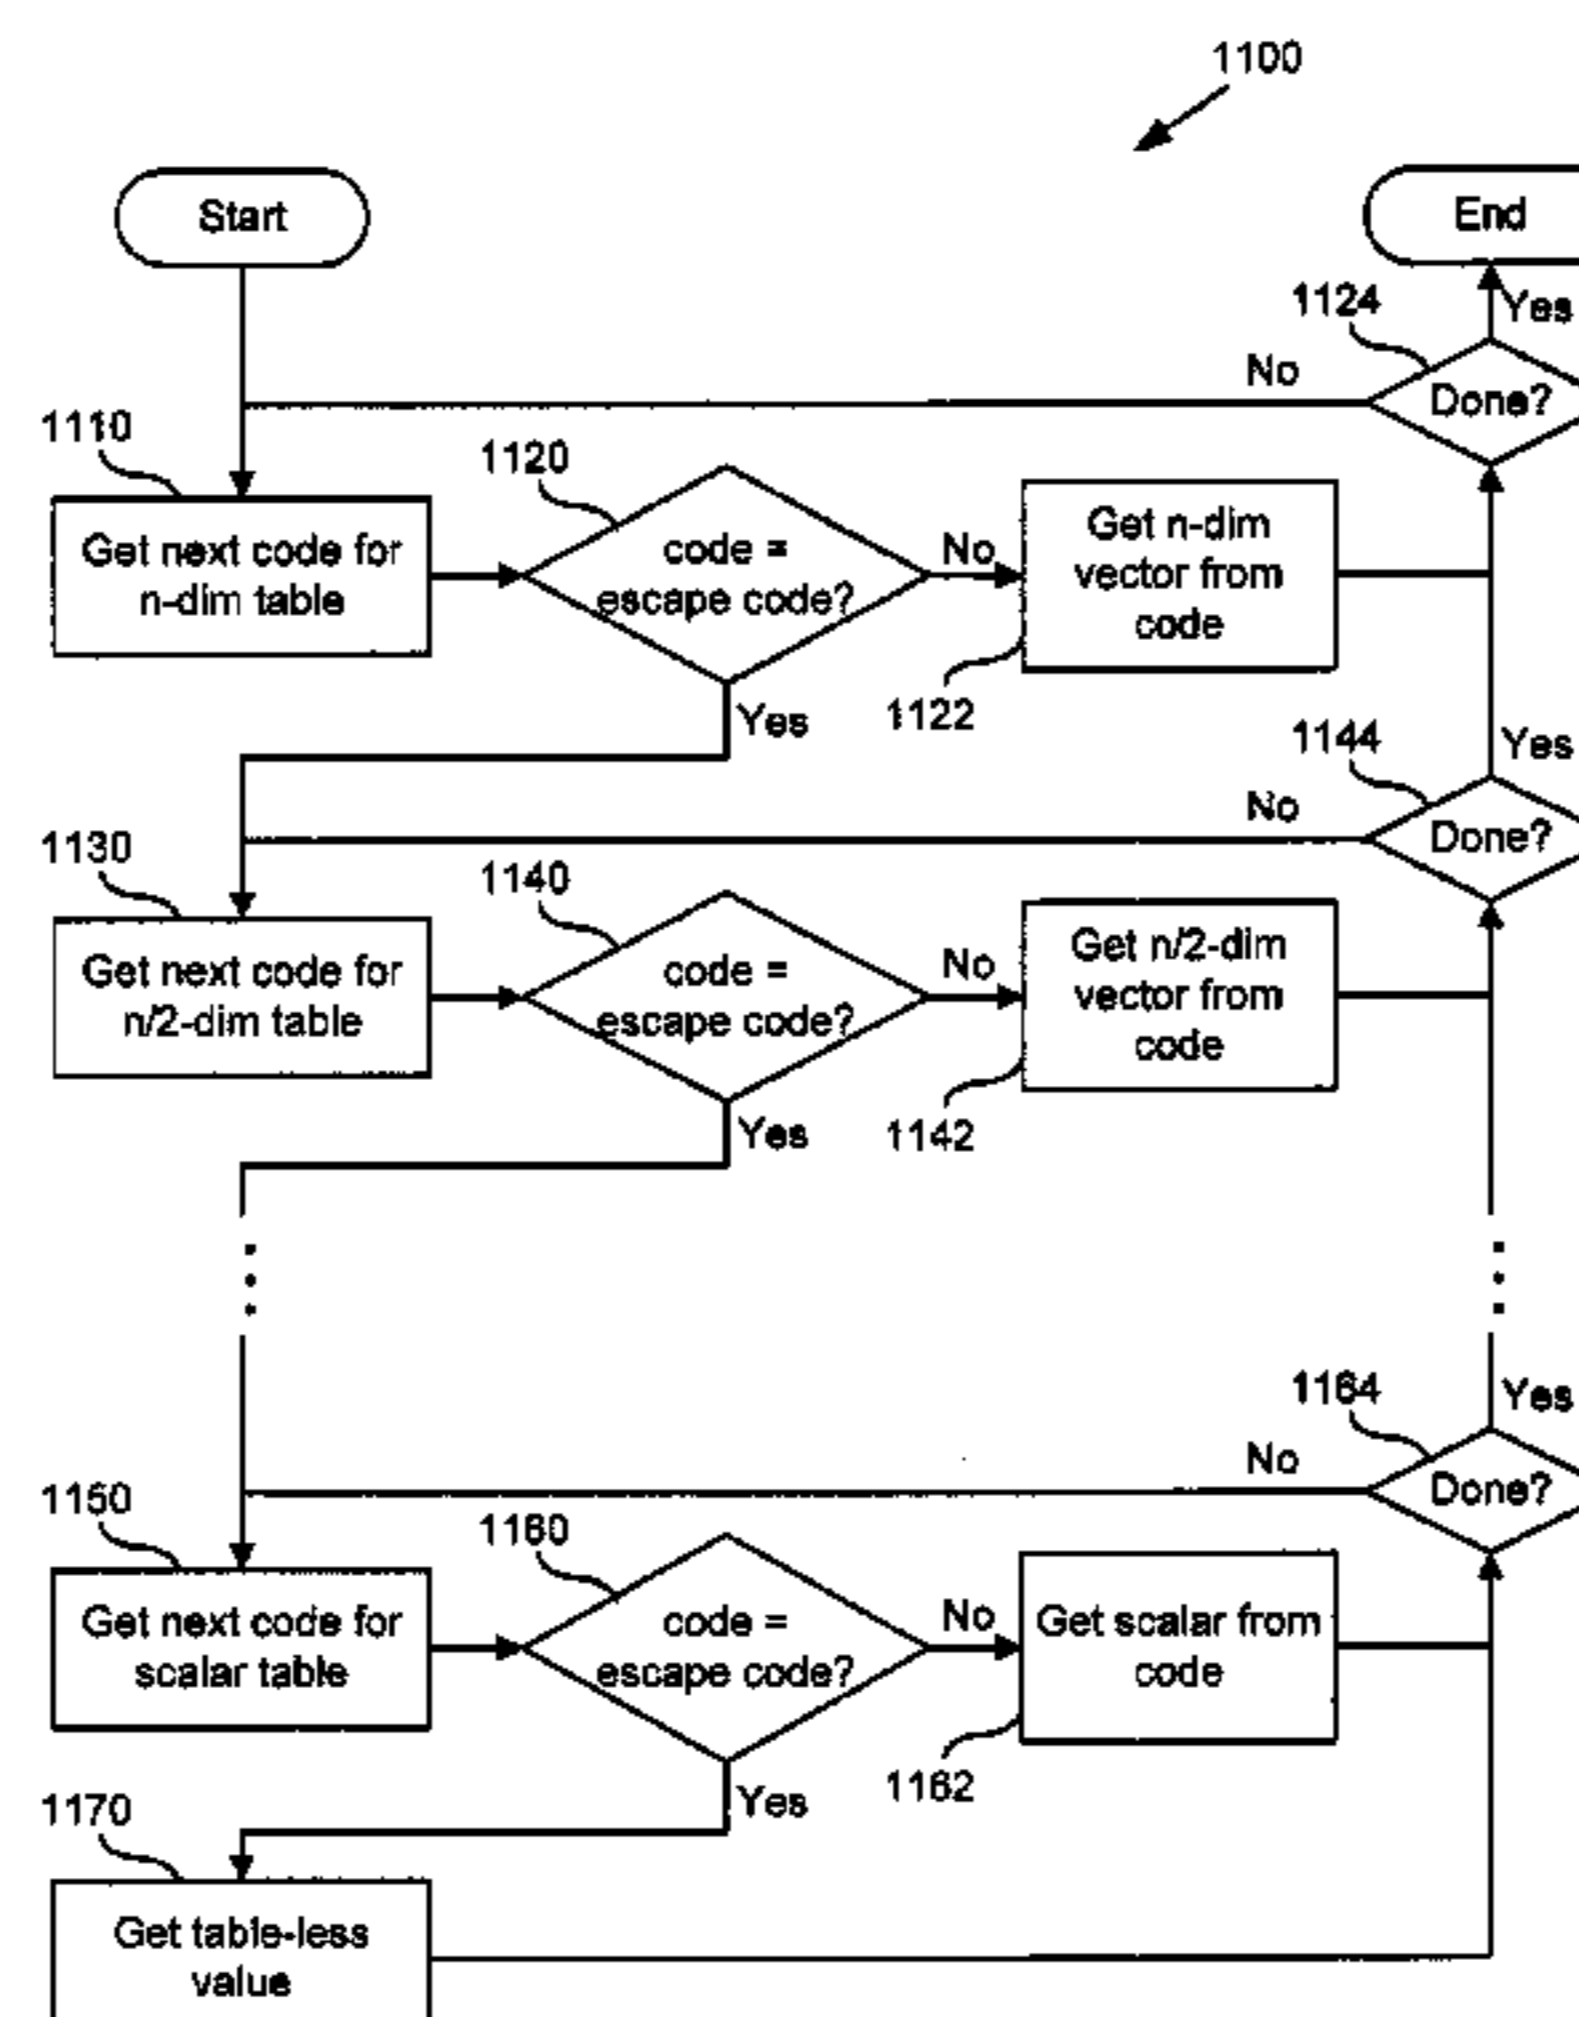 1100
Start
End
1124
Yes
No
Done?
1110
1120
Get next code for
n-dim table
code =
escape code?
No
Get n-dim
vector from
code
Yes
1122
1144
Yes
No
Done?
1130
1140
Get next code for
n/2-dim table
code =
escape code?
No
Get n/2-dim
vector from
code
Yes
1142
1164
Yes
No
Done?
1150
1160
Get next code for
scalar table
code =
escape code?
No
Get scalar from
code
Yes
1162
1170
Get table-less
value